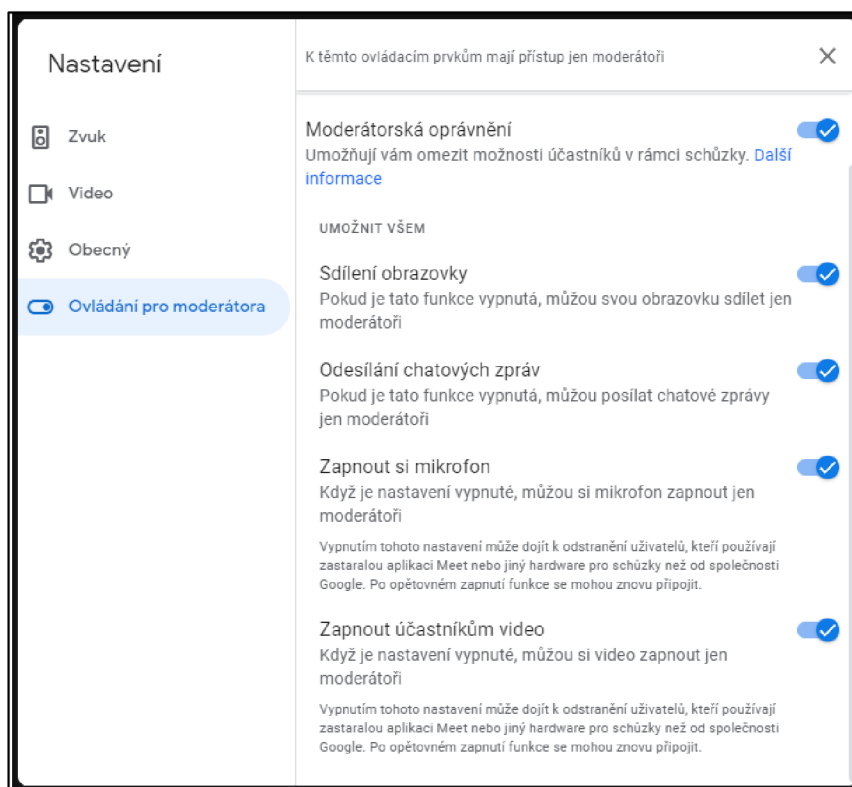 Nastavení
Zvuk
Video
Obecný
Ovládání pro moderátora
K těmto ovládacím prvkům mají přístup jen moderátoři
Moderátorská oprávnění
Umožňují vám omezit možnosti účastníků v rámci schůzky. Další
informace
UMOŽNIT VŠEM
Sdílení obrazovky
Pokud je tato funkce vypnutá, můžou svou obrazovku sdílet jen
moderátoři
Odesílání chatových zpráv
Pokud je tato funkce vypnutá, můžou posílat chatové zprávy
jen moderátoři
Zapnout si mikrofon
Když je nastavení vypnuté, můžou si mikrofon zapnout jen
moderátoři
Vypnutím tohoto nastavení může dojít k odstranění uživatelů, kteří používají
zastaralou aplikaci Meet nebo jiný hardware pro schůzky než od společnosti
Google. Po opětovném zapnutí funkce se mohou znovu připojit.
Zapnout účastníkům video
Když je nastavení vypnuté, můžou si video zapnout jen
moderátoři
Vypnutím tohoto nastavení může dojít k odstranění uživatelů, kteří používají
zastaralou aplikaci Meet nebo jiný hardware pro schůzky než od společnosti
Google. Po opětovném zapnutí funkce se mohou znovu připojit.